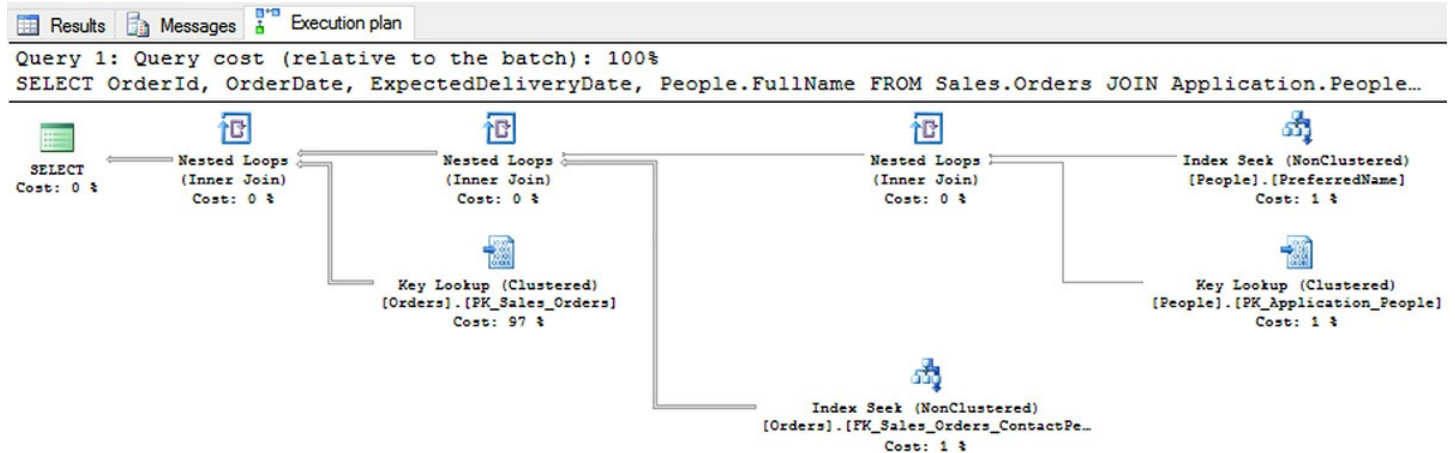 Results Messages Execution plan
Query 1: Query cost (relative to the batch): 100%
SELECT OrderId, OrderDate, ExpectedDeliveryDate, People.FullName FROM Sales.Orders JOIN Application.People…
SELECT
Cost: 0 %
Nested Loops
(Inner Join)
Cost: 0 %
Nested Loops
(Inner Join)
Cost: 0 %
Nested Loops
(Inner Join)
Cost: 0 %
Index Seek (NonClustered)
[People].[PreferredName]
Cost: 1 %
Key Lookup (Clustered)
[Orders].[PK_Sales_Orders]
Cost: 97 %
Key Lookup (Clustered)
[People].[PK_Application_People]
Cost: 1 %
Index Seek (NonClustered)
[Orders].[FK_Sales_Orders_ContactPe…
Cost: 1 %